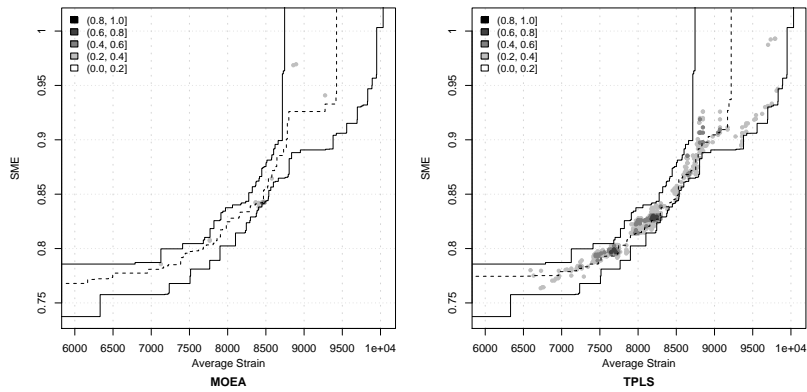 (0.8, 1.0]
(0.6, 0.8]
(0.4, 0.6]
(0.2, 0.4]
(0.0, 0.2]
SME
1
0.95
0.9
0.85
0.8
0.75
6000 6500 7000 7500 8000 8500 9000 9500 1e+04
Average Strain
MOEA
(0.8, 1.0]
(0.6, 0.8]
(0.4, 0.6]
(0.2, 0.4]
(0.0, 0.2]
SME
1
0.95
0.9
0.85
0.8
0.75
6000 6500 7000 7500 8000 8500 9000 9500 1e+04
Average Strain
TPLS